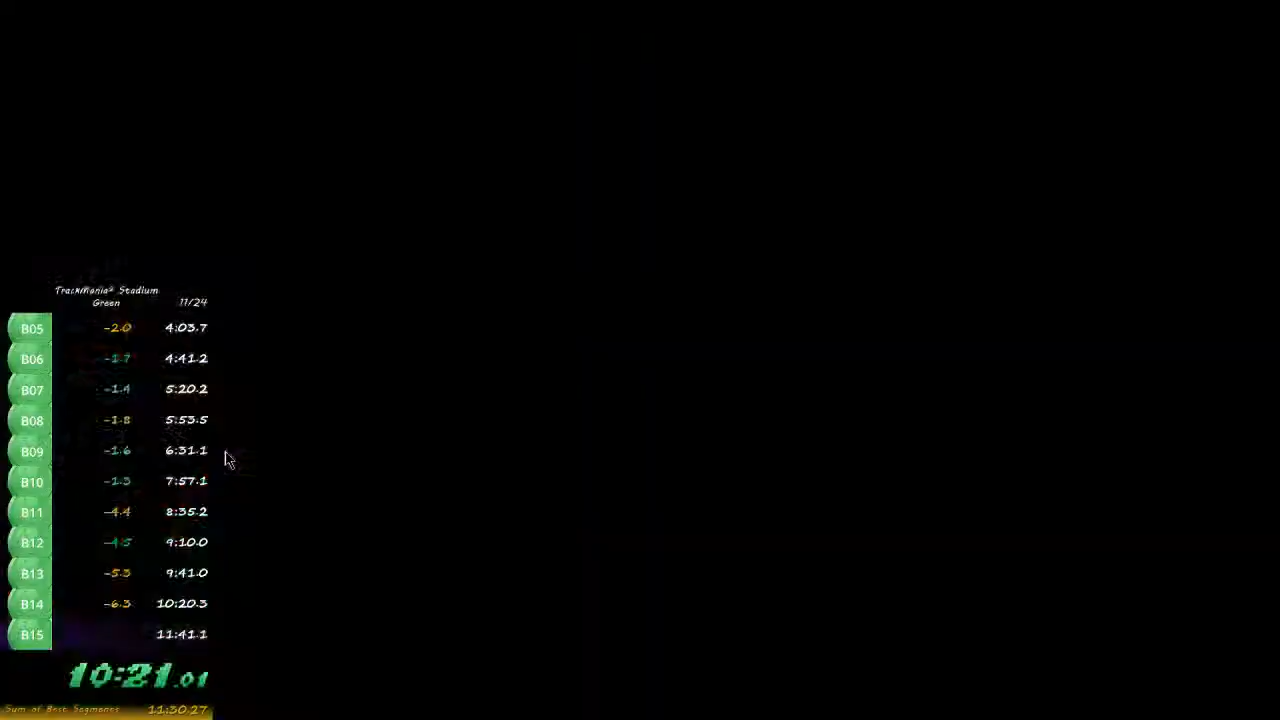 TrackMania® Stadium
Green 11/24
B05 -2.0 4:03.7
B06 -1.7 4:41.2
B07 -1.4 5:20.2
B08 -1.8 5:53.5
B09 -1.6 6:31.1
B10 -1.3 7:57.1
B11 -4.4 8:35.2
B12 -4.5 9:10.0
B13 -5.3 9:41.0
B14 -6.3 10:20.3
B15 11:41.1
10:21.01
Sum of Best Segments 11:30.27